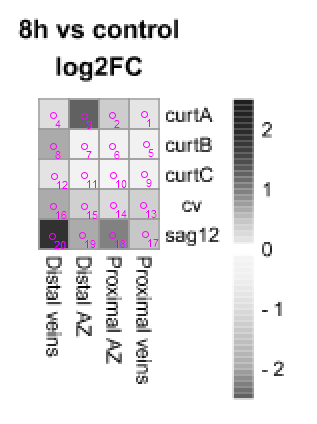 8h vs control
log2FC
4 3 2 1 curtA
8 7 6 5 curtB
12 11 10 9 curtC
16 15 14 13 cv
20 19 18 17 sag12
Distal veins
Distal AZ
Proximal AZ
Proximal veins
2
1
0
- 1
- 2